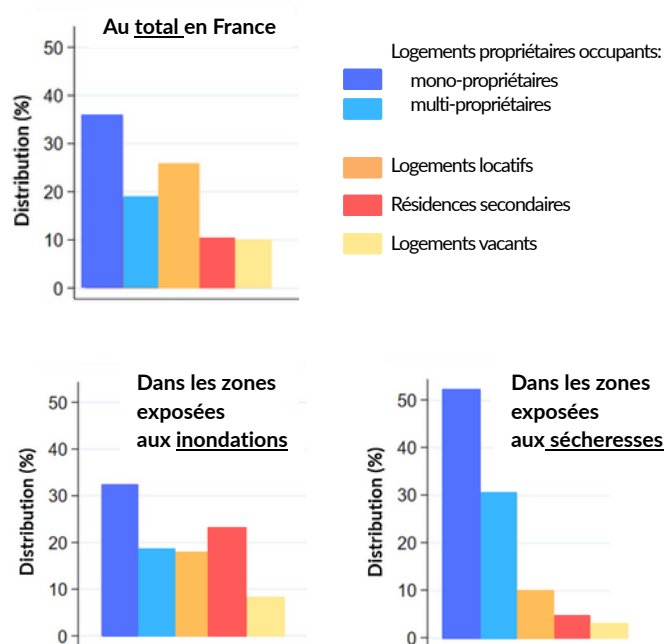 Au total en France
Distribution (%)
50
40
30
20
10
0
Logements propriétaires occupants:
mono-propriétaires
multi-propriétaires
Logements locatifs
Résidences secondaires
Logements vacants
Dans les zones
exposées
aux inondations
Distribution (%)
50
40
30
20
10
0
Dans les zones
exposées
aux sécheresses
Distribution (%)
50
40
30
20
10
0